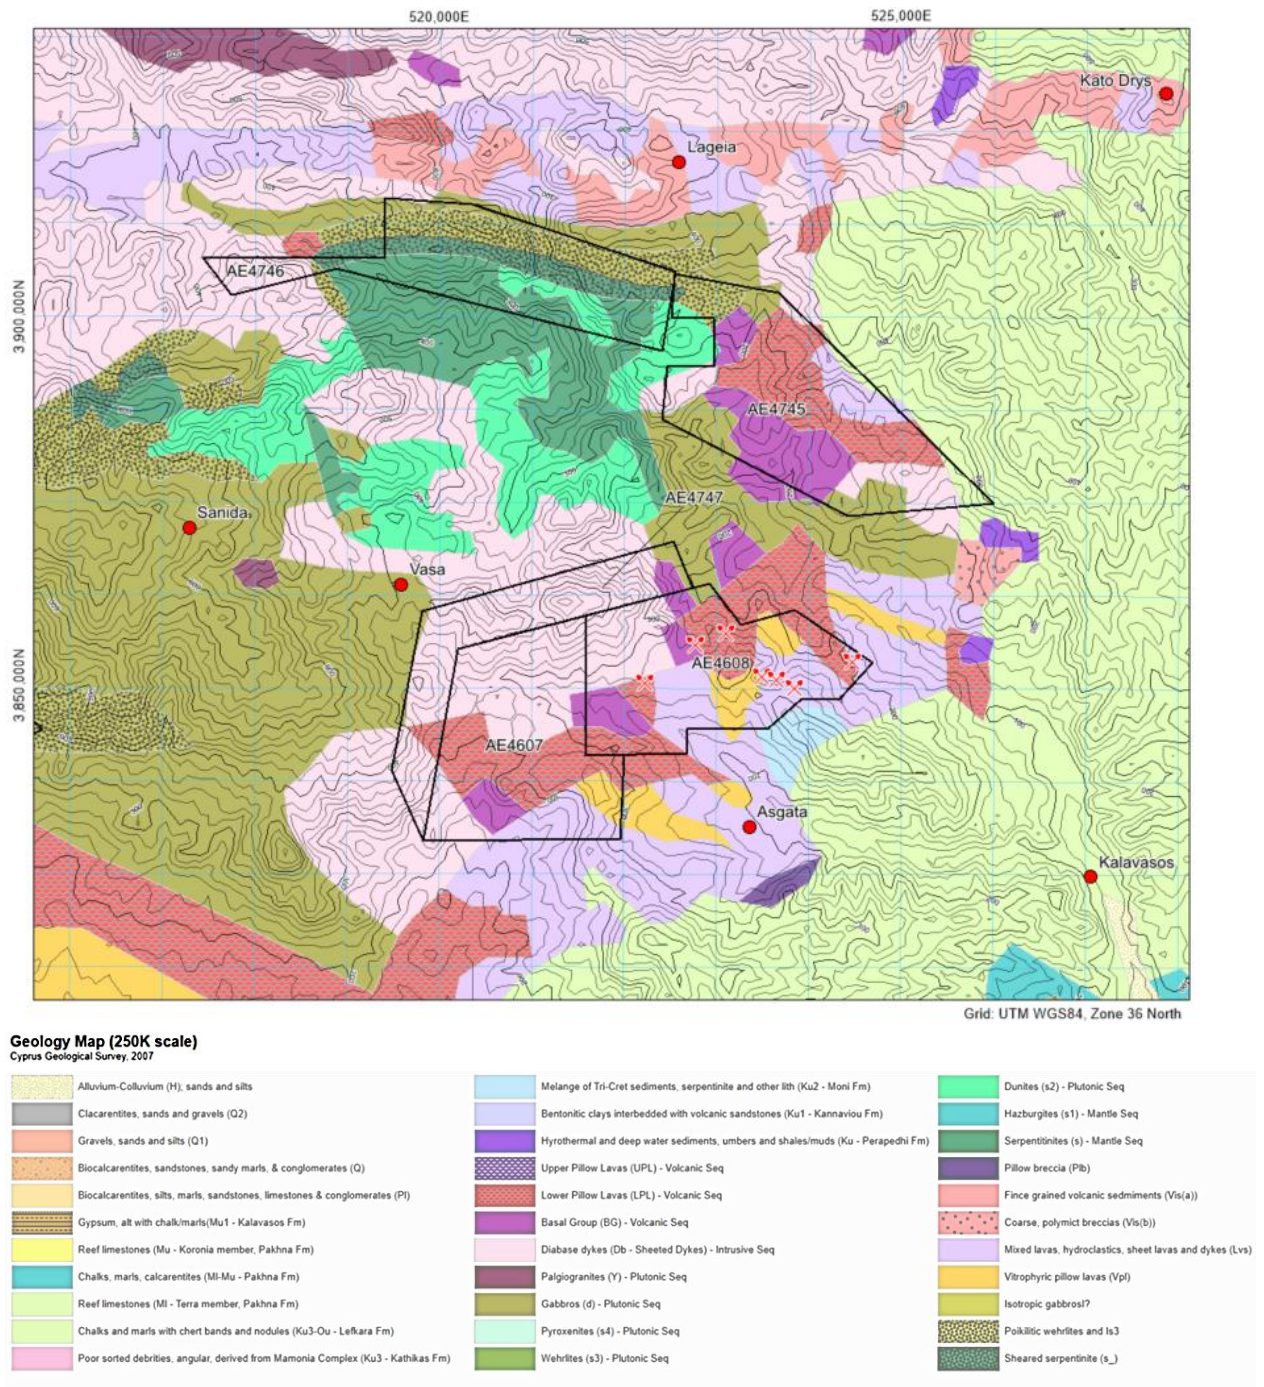 520,000E
525,000E
Kato Drys
Lageia
AE4746
3 900,000N
AE4745
AE4747
Sanida
Vasa
AE4608
3 850,000N
AE4607
Asgata
Kalavasos
Grid: UTM WGS84, Zone 36 North
Geology Map (250K scale)
Cyprus Geological Survey, 2007
Alluvium-Colluvium (H); sands and silts
Clacarentites, sands and gravels (Q2)
Gravels, sands and silts (Q1)
Biocalcarentites, sandstones, sandy marls, & conglomerates (Q)
Biocalcarentites, silts, marls, sandstones, limestones & conglomerates (Pl)
Gypsum, alt with chalk/marls(Mu1 - Kalavasos Fm)
Reef limestones (Mu - Koronia member, Pakhna Fm)
Chalks, marls, calcarentites (Ml-Mu - Pakhna Fm)
Reef limestones (Ml - Terra member, Pakhna Fm)
Chalks and marls with chert bands and nodules (Ku3-Ou - Lefkara Fm)
Poor sorted debrities, angular, derived from Mamonia Complex (Ku3 - Kathikas Fm)
Melange of Tri-Cret sediments, serpentinite and other lith (Ku2 - Moni Fm)
Bentonitic clays interbedded with volcanic sandstones (Ku1 - Kannaviou Fm)
Hyrothermal and deep water sediments, umbers and shales/muds (Ku - Perapedhi Fm)
Upper Pillow Lavas (UPL) - Volcanic Seq
Lower Pillow Lavas (LPL) - Volcanic Seq
Basal Group (BG) - Volcanic Seq
Diabase dykes (Db - Sheeted Dykes) - Intrusive Seq
Palgiogranites (Y) - Plutonic Seq
Gabbros (d) - Plutonic Seq
Pyroxenites (s4) - Plutonic Seq
Wehrlites (s3) - Plutonic Seq
Dunites (s2) - Plutonic Seq
Hazburgites (s1) - Mantle Seq
Serpentinites (s) - Mantle Seq
Pillow breccia (Plb)
Fince grained volcanic sedmiments (Vis(a))
Coarse, polymict breccias (Vis(b))
Mixed lavas, hydroclastics, sheet lavas and dykes (Lvs)
Vitrophyric pillow lavas (Vpl)
Isotropic gabbrosI?
Poikilitic wehrlites and ls3
Sheared serpentinite (s_)